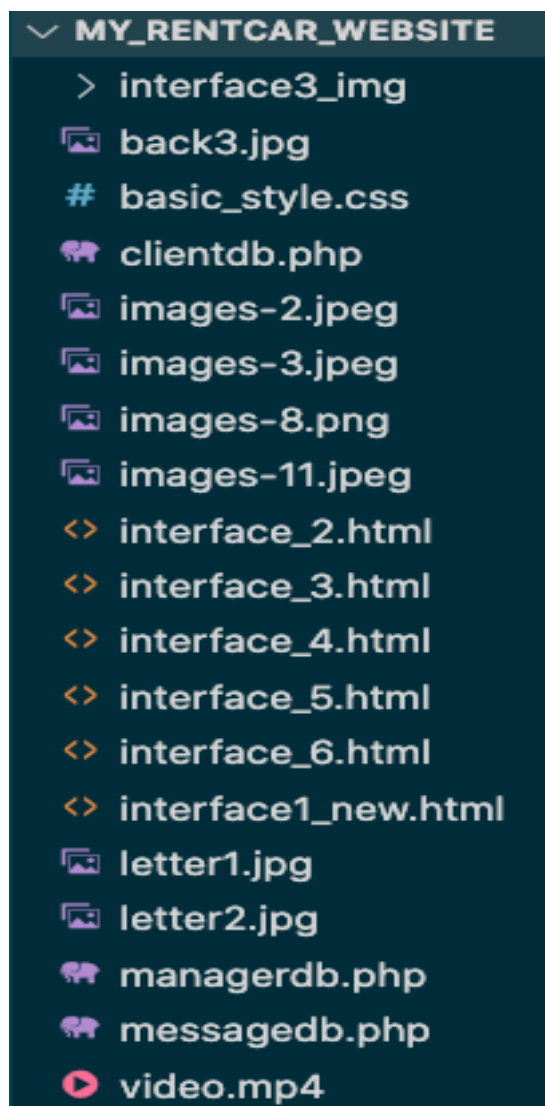 MY_RENTCAR_WEBSITE
interface3_img
back3.jpg
basic_style.css
clientdb.php
images-2.jpeg
images-3.jpeg
images-8.png
images-11.jpeg
interface_2.html
interface_3.html
interface_4.html
interface_5.html
interface_6.html
interface1_new.html
letter1.jpg
letter2.jpg
managerdb.php
messagedb.php
video.mp4